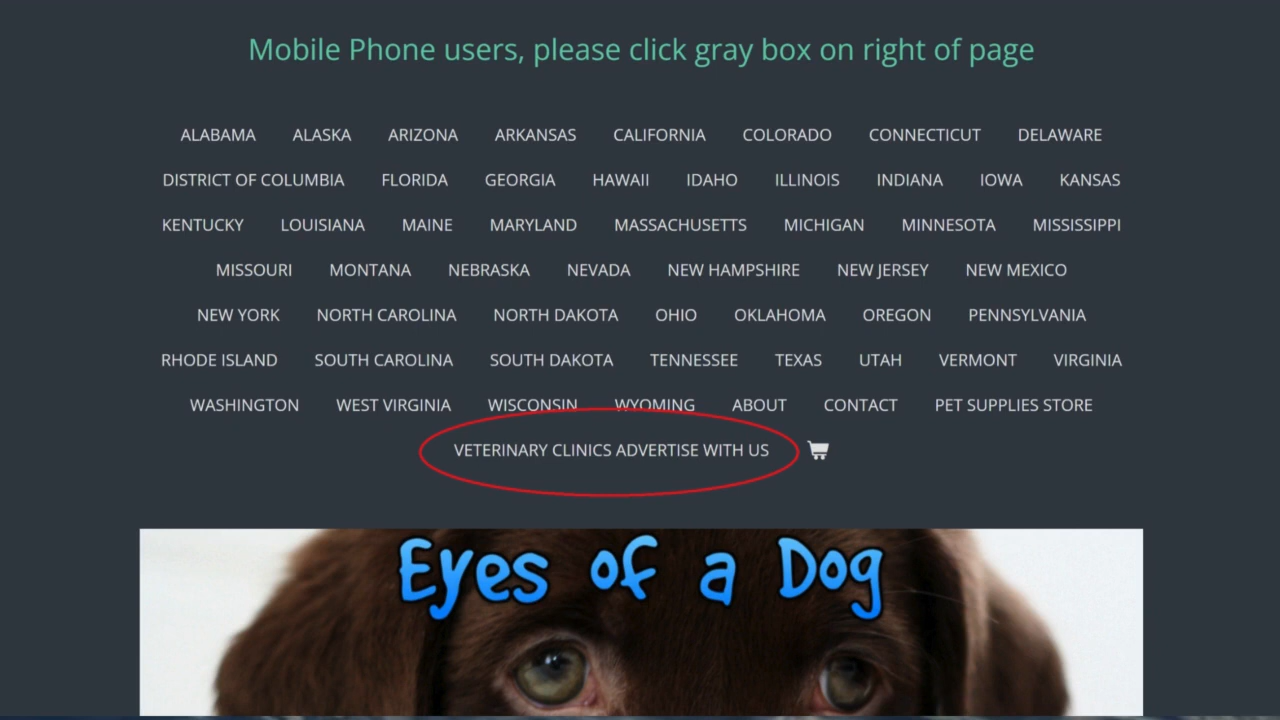 Mobile Phone users, please click gray box on right of page
ALABAMA ALASKA ARIZONA ARKANSAS CALIFORNIA COLORADO CONNECTICUT DELAWARE
DISTRICT OF COLUMBIA FLORIDA GEORGIA HAWAII IDAHO ILLINOIS INDIANA IOWA KANSAS
KENTUCKY LOUISIANA MAINE MARYLAND MASSACHUSETTS MICHIGAN MINNESOTA MISSISSIPPI
MISSOURI MONTANA NEBRASKA NEVADA NEW HAMPSHIRE NEW JERSEY NEW MEXICO
NEW YORK NORTH CAROLINA NORTH DAKOTA OHIO OKLAHOMA OREGON PENNSYLVANIA
RHODE ISLAND SOUTH CAROLINA SOUTH DAKOTA TENNESSEE TEXAS UTAH VERMONT VIRGINIA
WASHINGTON WEST VIRGINIA WISCONSIN WYOMING ABOUT CONTACT PET SUPPLIES STORE
VETERINARY CLINICS ADVERTISE WITH US
Eyes of a Dog